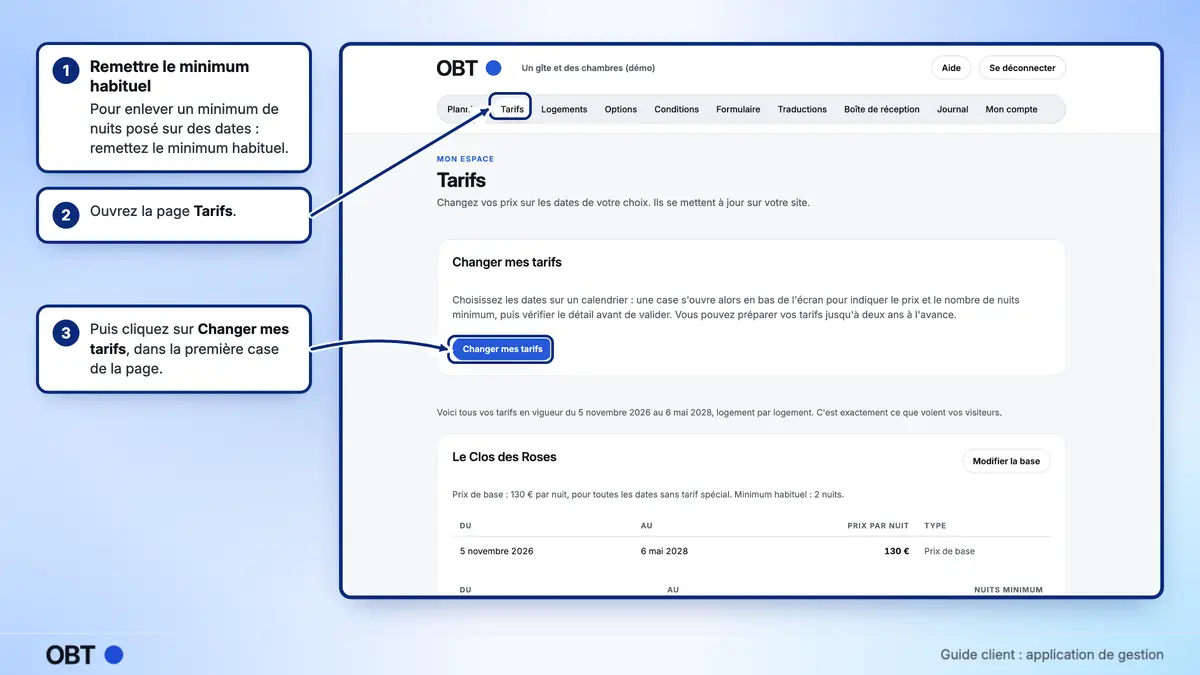 1
Remettre le minimum
habituel
Pour enlever un minimum de
nuits posé sur des dates :
remettez le minimum habituel.
2
Ouvrez la page Tarifs.
3
Puis cliquez sur Changer mes
tarifs, dans la première case
de la page.
OBT
Un gîte et des chambres (démo)
Aide
Se déconnecter
Tarifs
Logements
Options
Conditions
Formulaire
Traductions
Boîte de réception
Journal
Mon compte
MON ESPACE
Tarifs
Changez vos prix sur les dates de votre choix. Ils se mettent à jour sur votre site.
Changer mes tarifs
Choisissez les dates sur un calendrier : une case s'ouvre alors en bas de l'écran pour indiquer le prix et le nombre de nuits
minimum, puis vérifier le détail avant de valider. Vous pouvez préparer vos tarifs jusqu'à deux ans à l'avance.
Changer mes tarifs
Voici tous vos tarifs en vigueur du 5 novembre 2026 au 6 mai 2028, logement par logement. C'est exactement ce que voient vos visiteurs.
Le Clos des Roses
Modifier la base
Prix de base : 130 € par nuit, pour toutes les dates sans tarif spécial. Minimum habituel : 2 nuits.
DU AU PRIX PAR NUIT TYPE
5 novembre 2026 6 mai 2028 130 € Prix de base
DU AU NUITS MINIMUM
OBT
Guide client : application de gestion